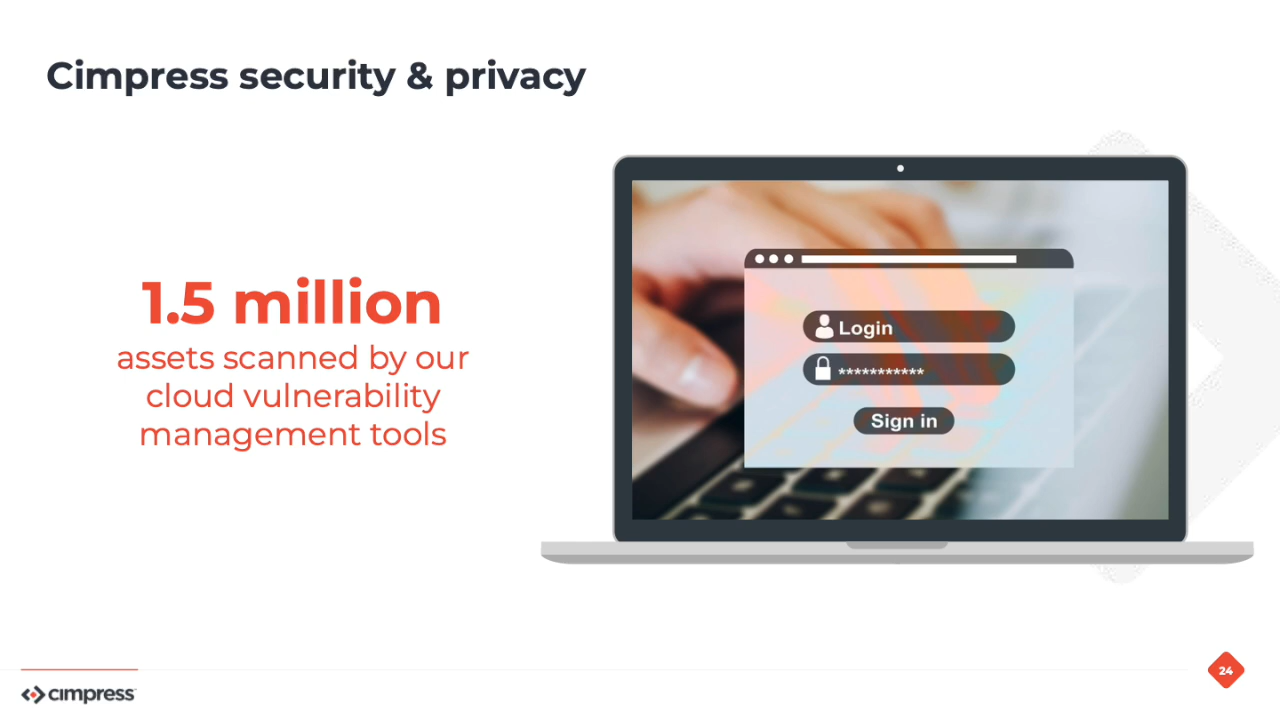 Cimpress security & privacy
1.5 million
assets scanned by our
cloud vulnerability
management tools
Login
***********
Sign in
cimpress
24